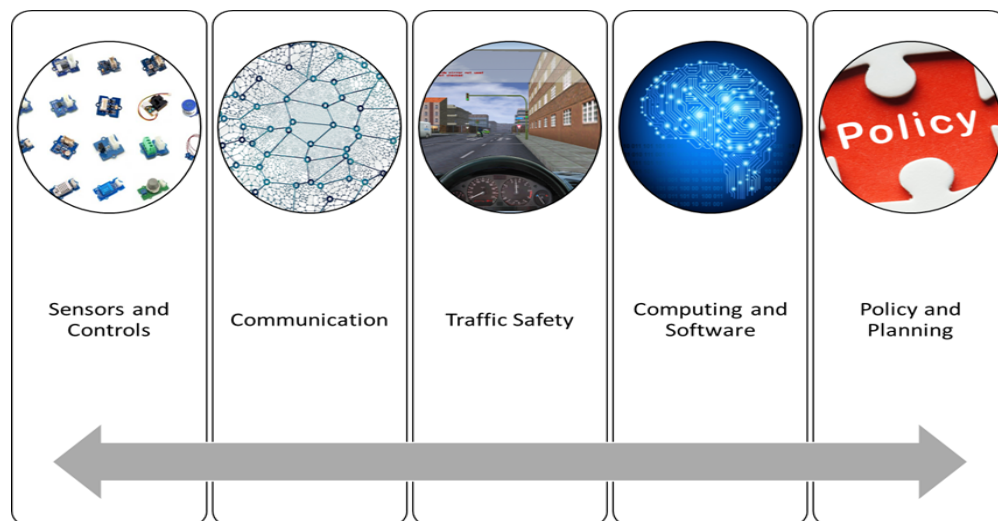 Policy
Sensors and
Controls
Communication
Traffic Safety
Computing and
Software
Policy and
Planning